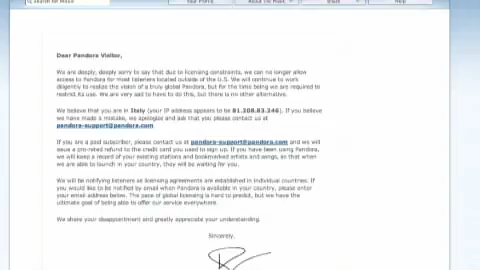 Search for Music
Your Profile
About the Music
Share
Help
Dear Pandora Visitor,
We are deeply, deeply sorry to say that due to licensing constraints, we can no longer
allow access to Pandora for most listeners located outside of the U.S. We will continue to work
diligently to realize the vision of a truly global Pandora, but for the time being we are required to
restrict its use. We are very sad to have to do this, but there is no other alternative.
We believe that you are in Italy (your IP address appears to be 81.208.83.246). If you believe
we have made a mistake, we apologize and ask that you please contact us at
pandora-support@pandora.com
If you are a paid subscriber, please contact us at pandora-support@pandora.com and we will
issue a pro-rated refund to the credit card you used to sign up. If you have been using Pandora,
we will keep a record of your existing stations and bookmarked artists and songs, so that when
we are able to launch in your country, they will be waiting for you.
We will be notifying listeners as licensing agreements are established in individual countries. If
you would like to be notified by email when Pandora is available in your country, please enter
your email address below. The pace of global licensing is hard to predict, but we have the
ultimate goal of being able to offer our service everywhere.
We share your disappointment and greatly appreciate your understanding.
Sincerely,